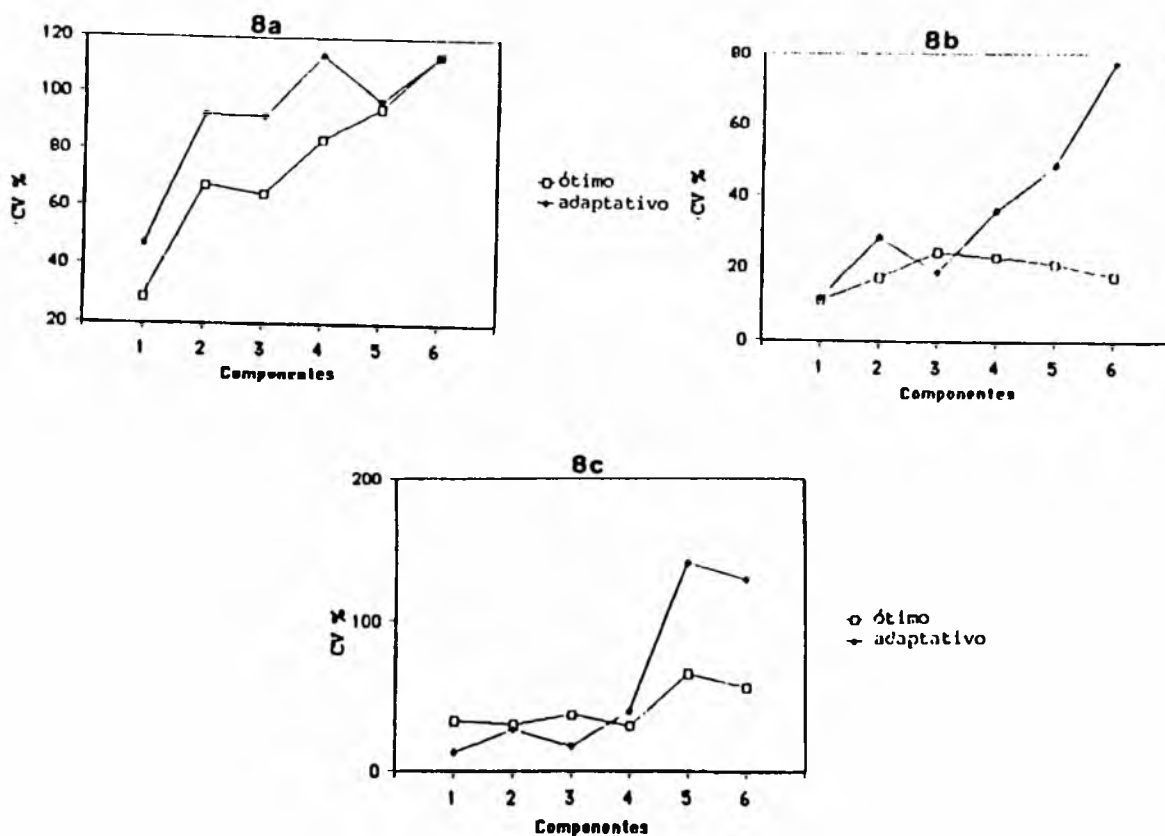 8a
120
100
80
60
40
20
CV %
1 2 3 4 5 6
Componentes
ótimo
adaptativo
8b
80
60
40
20
0
CV %
1 2 3 4 5 6
Componentes
8c
200
100
0
CV %
1 2 3 4 5 6
Componentes
ótimo
adaptativo